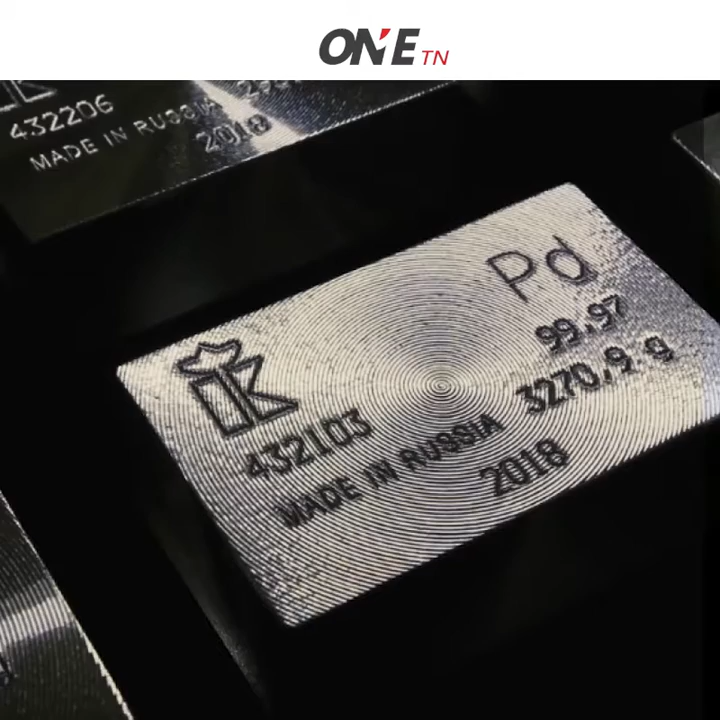 ONE TN
432206
MADE IN RUSSIA
2018
Pd
99.97
432103
3270,9 g
MADE IN RUSSIA
2018